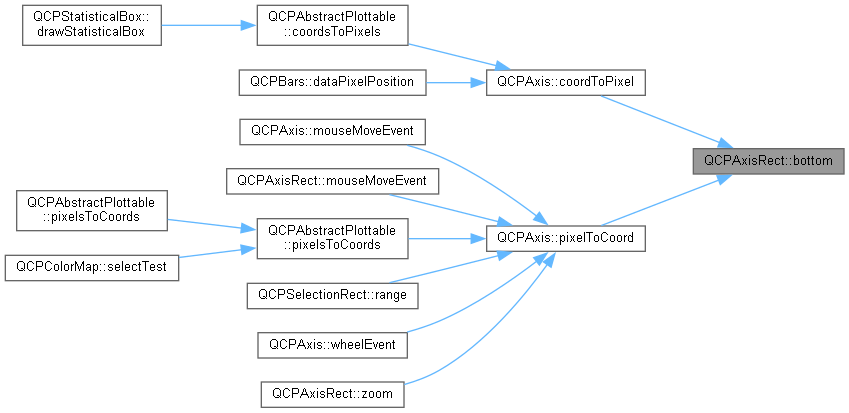 QCPStatisticalBox::
drawStatisticalBox
QCPAbstractPlottable
::coordsToPixels
QCPBars::dataPixelPosition
QCPAxis::coordToPixel
QCPAxis::mouseMoveEvent
QCPAxisRect::bottom
QCPAxisRect::mouseMoveEvent
QCPAbstractPlottable
::pixelsToCoords
QCPAbstractPlottable
::pixelsToCoords
QCPAxis::pixelToCoord
QCPColorMap::selectTest
QCPSelectionRect::range
QCPAxis::wheelEvent
QCPAxisRect::zoom